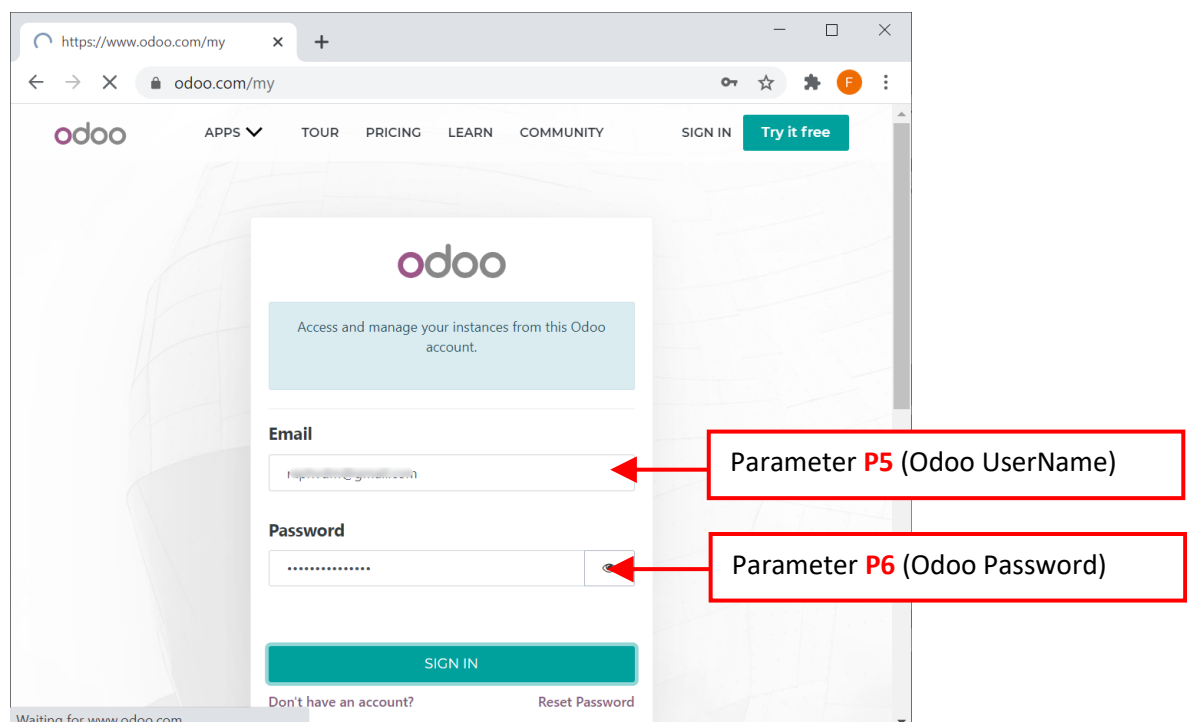 https://www.odoo.com/my
odoo.com/my
F
odoo APPS TOUR PRICING LEARN COMMUNITY SIGN IN Try it free
odoo
Access and manage your instances from this Odoo
account.
Email
Parameter P5 (Odoo UserName)
Password
Parameter P6 (Odoo Password)
SIGN IN
Don't have an account? Reset Password
Waiting for www.odoo.com